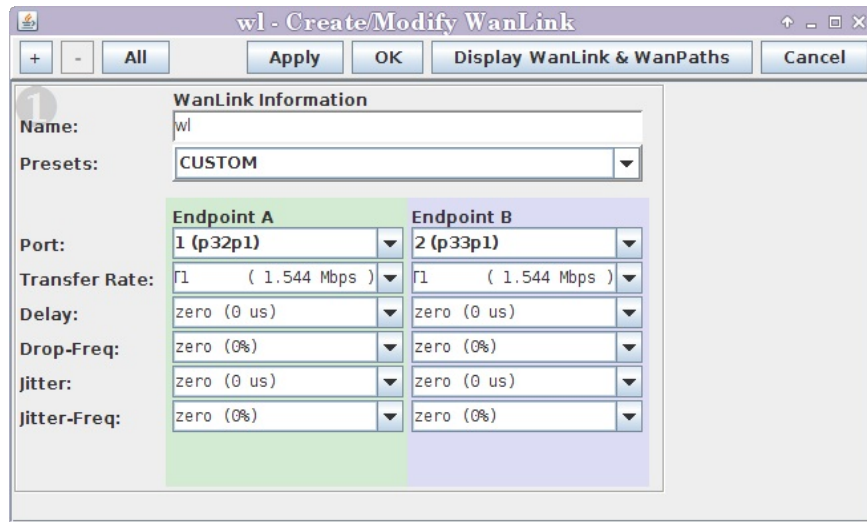 wl - Create/Modify WanLink
+ - All Apply OK Display WanLink & WanPaths Cancel
1
WanLink Information
Name: wl
Presets: CUSTOM
Endpoint A Endpoint B
Port: 1 (p32p1) 2 (p33p1)
Transfer Rate: T1 ( 1.544 Mbps ) T1 ( 1.544 Mbps )
Delay: zero (0 us) zero (0 us)
Drop-Freq: zero (0%) zero (0%)
Jitter: zero (0 us) zero (0 us)
Jitter-Freq: zero (0%) zero (0%)